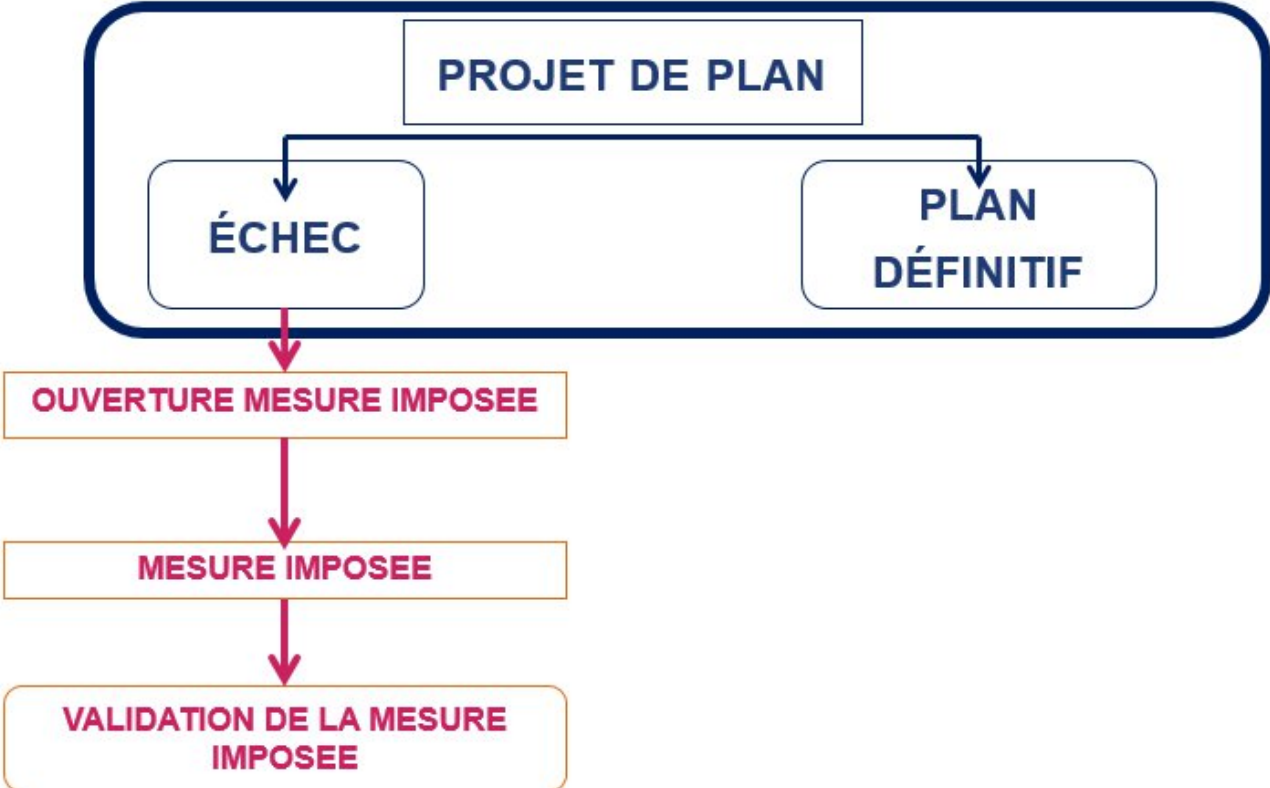 PROJET DE PLAN
ÉCHEC
PLAN
DÉFINITIF
OUVERTURE MESURE IMPOSEE
MESURE IMPOSEE
VALIDATION DE LA MESURE
IMPOSEE